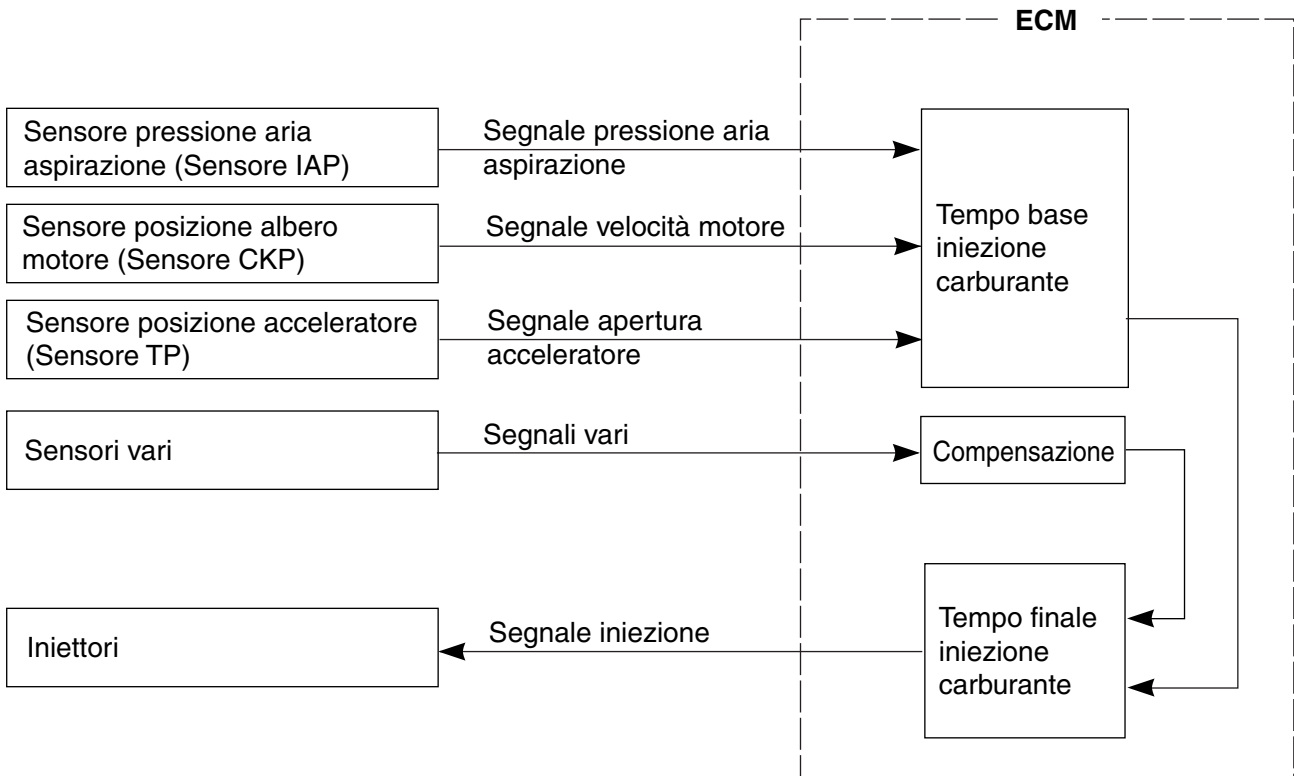 ECM
Sensore pressione aria
aspirazione (Sensore IAP)
Segnale pressione aria
aspirazione
Sensore posizione albero
motore (Sensore CKP)
Segnale velocità motore
Tempo base
iniezione
carburante
Sensore posizione acceleratore
(Sensore TP)
Segnale apertura
acceleratore
Sensori vari
Segnali vari
Compensazione
Iniettori
Segnale iniezione
Tempo finale
iniezione
carburante